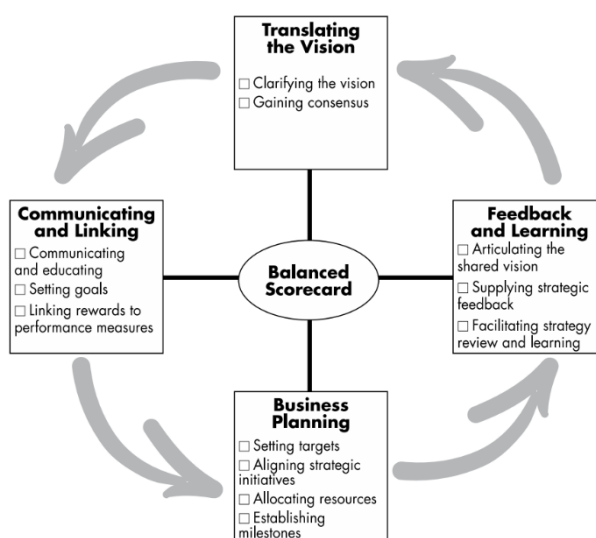 Translating
the Vision
☐ Clarifying the vision
☐ Gaining consensus
Communicating
and Linking
☐ Communicating
and educating
☐ Setting goals
☐ Linking rewards to
performance measures
Balanced
Scorecard
Feedback
and Learning
☐ Articulating the
shared vision
☐ Supplying strategic
feedback
☐ Facilitating strategy
review and learning
Business
Planning
☐ Setting targets
☐ Aligning strategic
initiatives
☐ Allocating resources
☐ Establishing
milestones